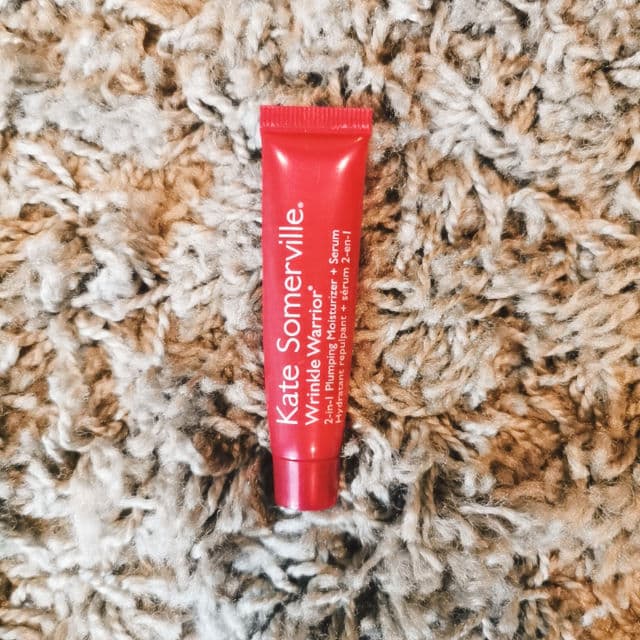 Kate Somerville®
Wrinkle Warrior®
2-in-1 Plumping Moisturizer + Serum
Hydratant repulpant + sérum 2-en-1